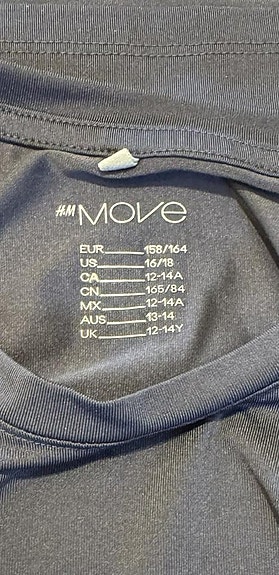 H&M MOVE
EUR 158/164
US 16/18
CA 12-14A
CN 165/84
MX 12-14A
AUS 13-14
UK 12-14Y